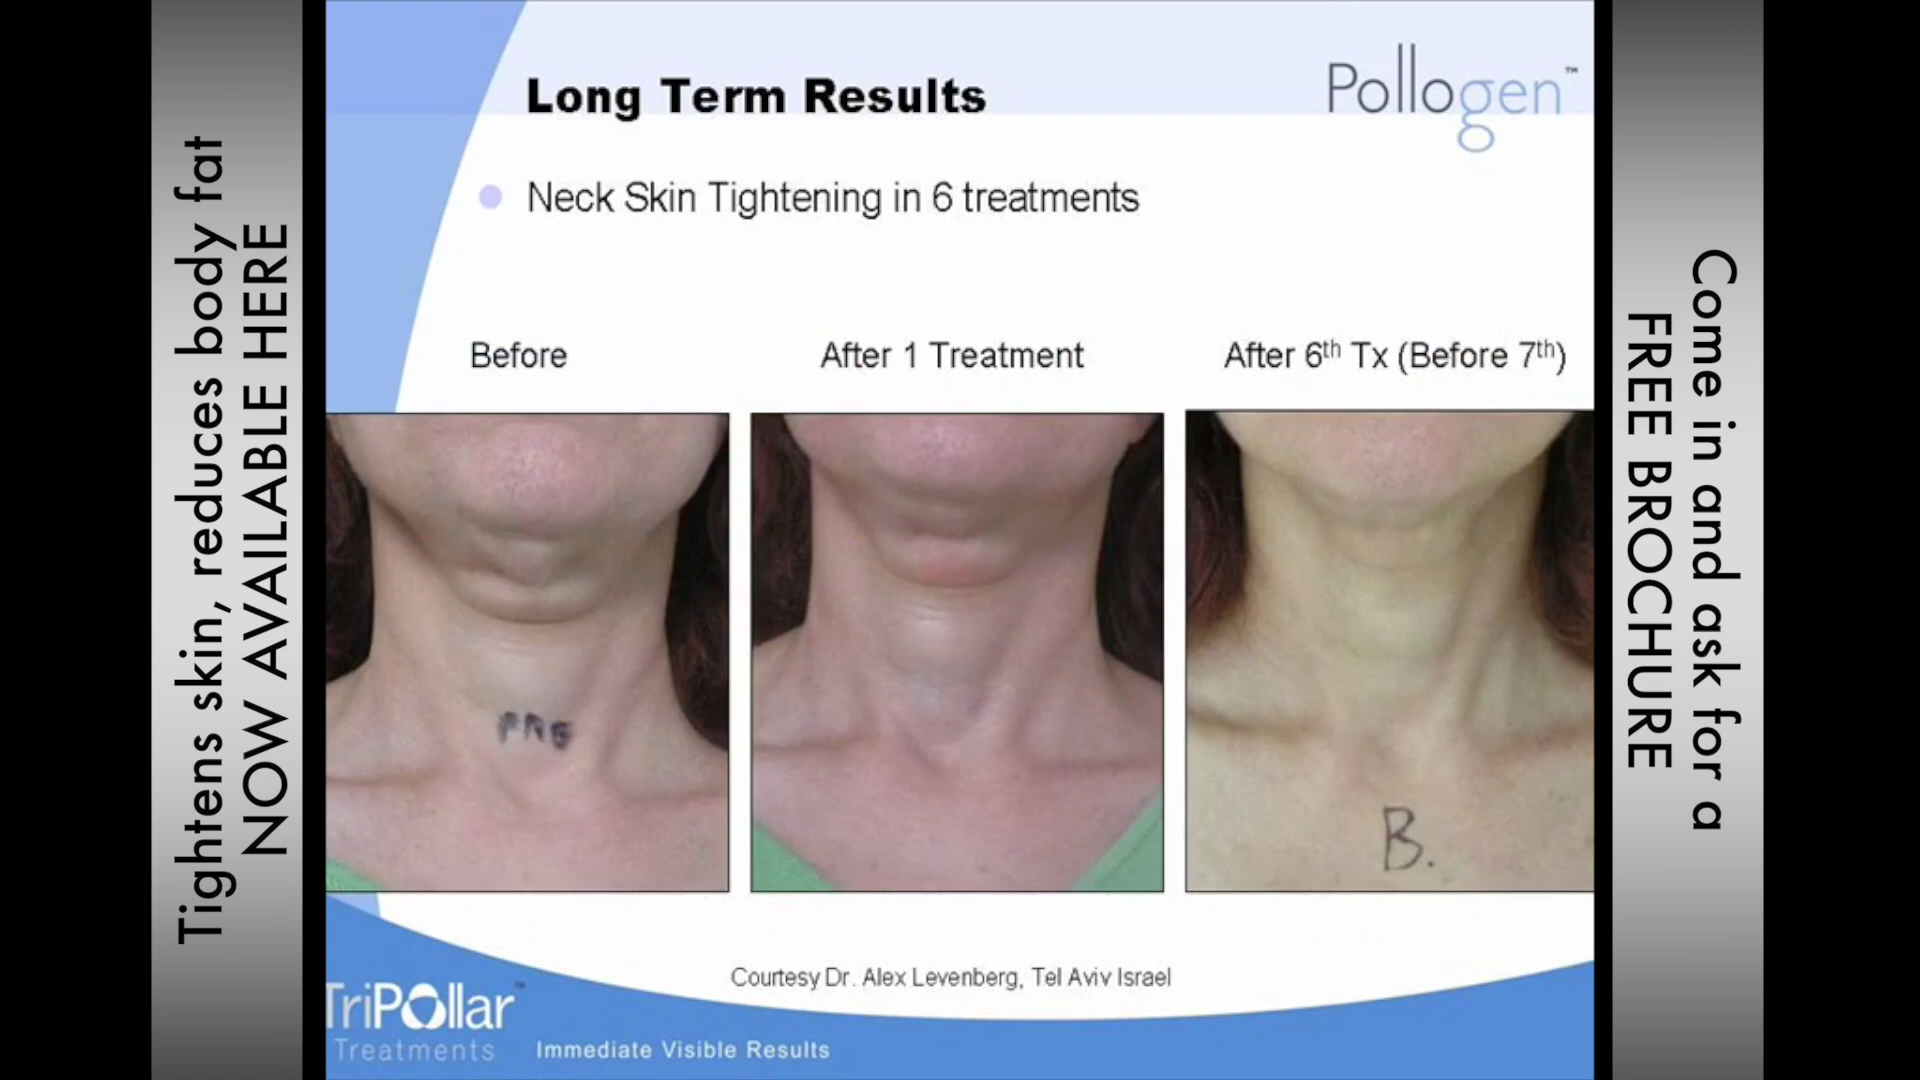 Tightens skin, reduces body fat
NOW AVAILABLE HERE
Long Term Results
Pollogen™
Neck Skin Tightening in 6 treatments
Before
After 1 Treatment
After 6th Tx (Before 7th)
PRE
B.
Courtesy Dr. Alex Levenberg, Tel Aviv Israel
TriPollar™
Treatments
Immediate Visible Results
Come in and ask for a
FREE BROCHURE